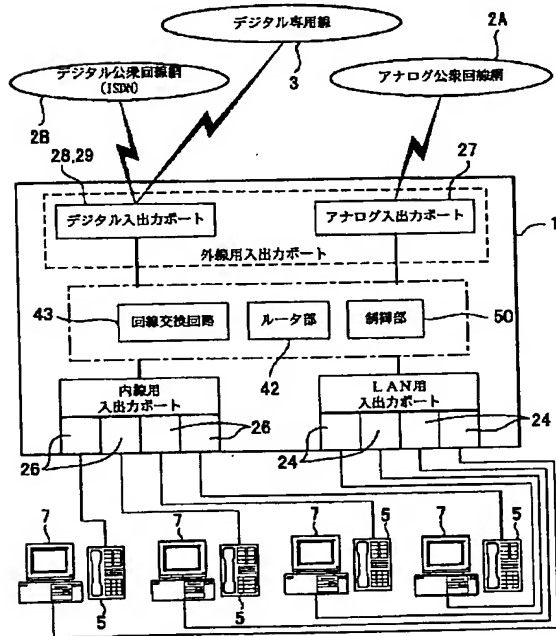 デジタル専用線
3
2A
デジタル公衆回線網
(ISDN)
アナログ公衆回線網
2B
28,29
27
デジタル入出力ポート
アナログ入出力ポート
外線用入出力ポート
1
43
回線交換回路
ルータ部
制御部
50
42
内線用
入出力ポート
LAN用
入出力ポート
26
26
24
24
26
24
7
5
7
5
7
5
7
5